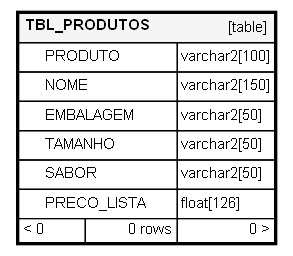 TBL_PRODUTOS [table]
PRODUTO varchar2[100]
NOME varchar2[150]
EMBALAGEM varchar2[50]
TAMANHO varchar2[50]
SABOR varchar2[50]
PRECO_LISTA float[126]
< 0 0 rows 0 >